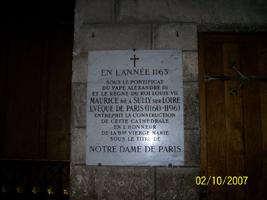 EN L'ANNÉE 1163
SOUS LE PONTIFICAT
DU PAPE ALEXANDRE III
ET LE RÈGNE DU ROI LOUIS VII
MAURICE NÉ À SULLY SUR LOIRE
ÉVÊQUE DE PARIS (1160-1196)
ENTREPRIT LA CONSTRUCTION
DE CETTE CATHÉDRALE
EN L'HONNEUR
DE LA BSE VIERGE MARIE
SOUS LE TITRE DE
NOTRE DAME DE PARIS
02/10/2007